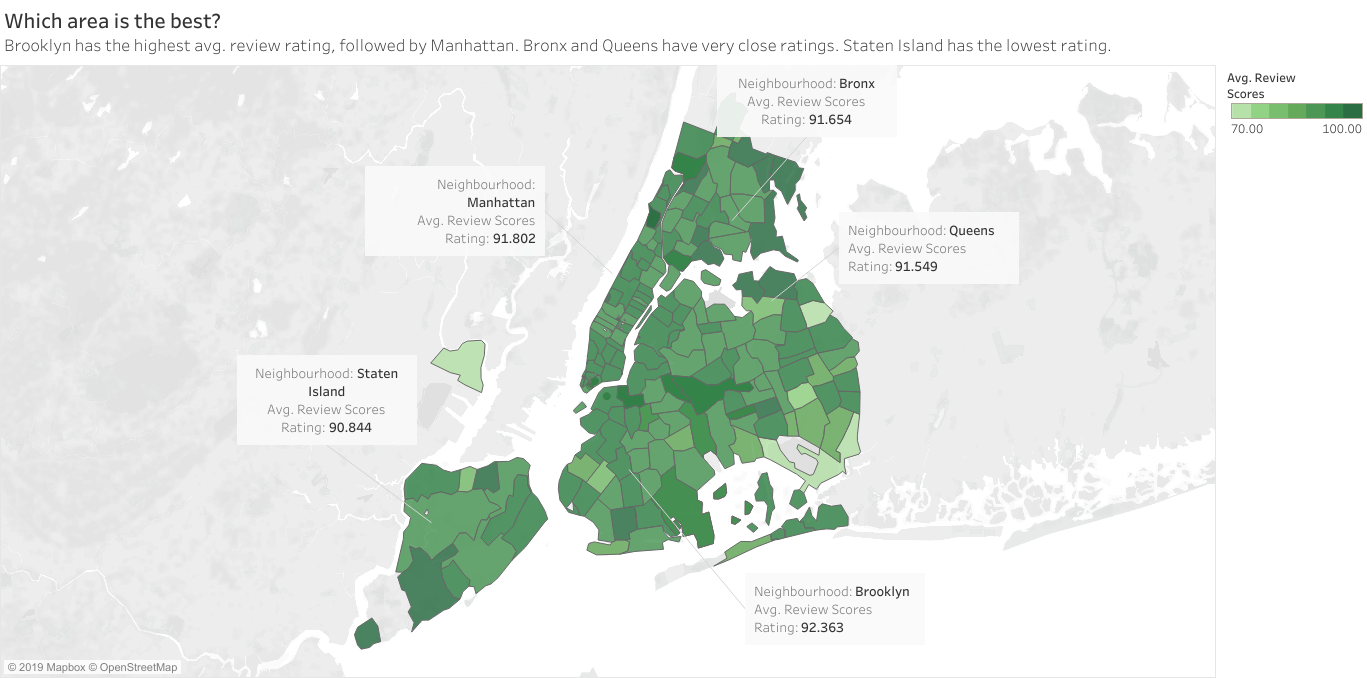 Which area is the best?
Brooklyn has the highest avg. review rating, followed by Manhattan. Bronx and Queens have very close ratings. Staten Island has the lowest rating.
Avg. Review
Scores
70.00 100.00
Neighbourhood: Bronx
Avg. Review Scores
Rating: 91.654
Neighbourhood:
Manhattan
Avg. Review Scores
Rating: 91.802
Neighbourhood: Queens
Avg. Review Scores
Rating: 91.549
Neighbourhood: Staten
Island
Avg. Review Scores
Rating: 90.844
Neighbourhood: Brooklyn
Avg. Review Scores
Rating: 92.363
© 2019 Mapbox © OpenStreetMap